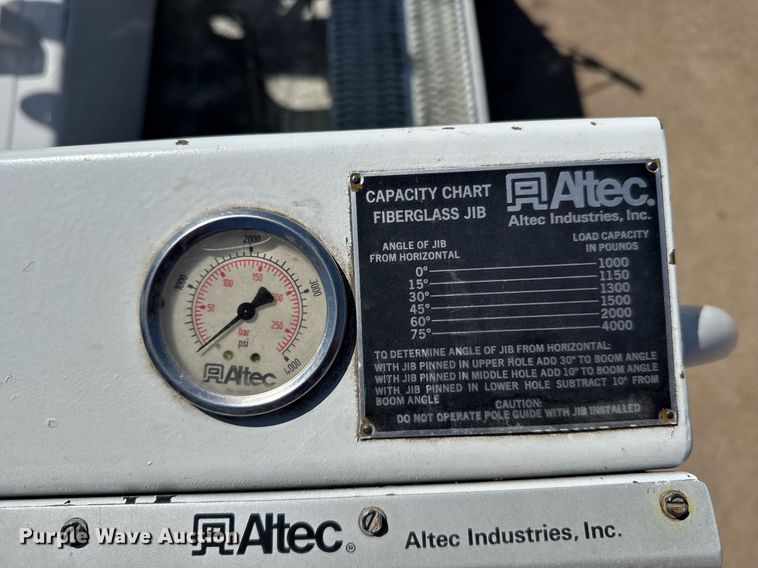 CAPACITY CHART
FIBERGLASS JIB
Altec®
Altec Industries, Inc.
ANGLE OF JIB
FROM HORIZONTAL
LOAD CAPACITY
IN POUNDS
0° 1000
15° 1150
30° 1300
45° 1500
60° 2000
75° 4000
TO DETERMINE ANGLE OF JIB FROM HORIZONTAL:
WITH JIB PINNED IN UPPER HOLE ADD 30° TO BOOM ANGLE
WITH JIB PINNED IN MIDDLE HOLE ADD 10° TO BOOM ANGLE
WITH JIB PINNED IN LOWER HOLE SUBTRACT 10° FROM
BOOM ANGLE
CAUTION:
DO NOT OPERATE POLE GUIDE WITH JIB INSTALLED
1000 2000 3000 4000
50 100 150 200 250
bar
psi
Altec
Purple Wave Auction
Altec®
Altec Industries, Inc.